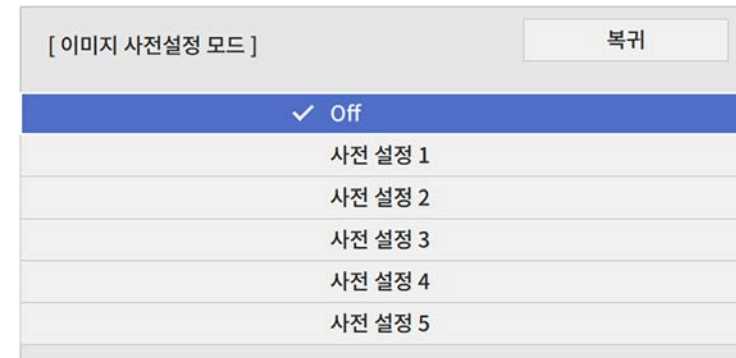 [ 이미지 사전설정 모드 ]
복귀
Off
사전 설정 1
사전 설정 2
사전 설정 3
사전 설정 4
사전 설정 5